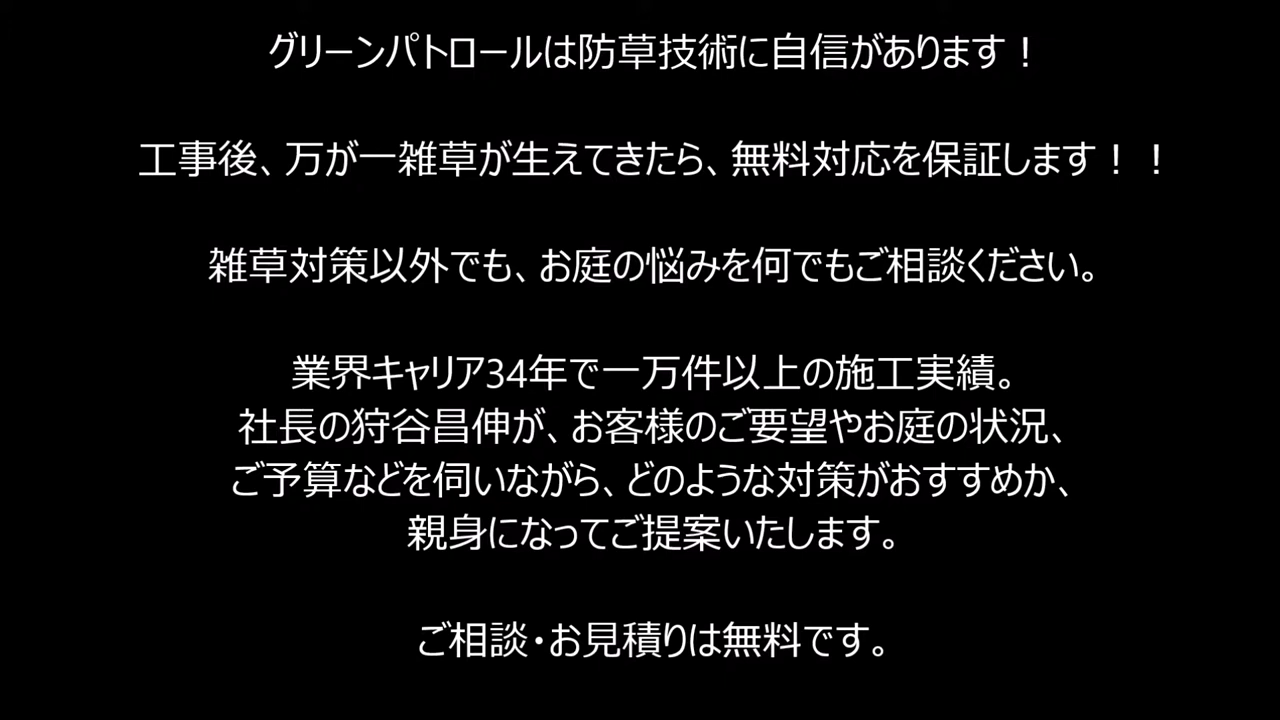 グリーンパトロールは防草技術に自信があります！
工事後、万が一雑草が生えてきたら、無料対応を保証します！！
雑草対策以外でも、お庭の悩みを何でもご相談ください。
業界キャリア34年で一万件以上の施工実績。
社長の狩谷昌伸が、お客様のご要望やお庭の状況、
ご予算などを伺いながら、どのような対策がおすすめか、
親身になってご提案いたします。
ご相談・お見積りは無料です。